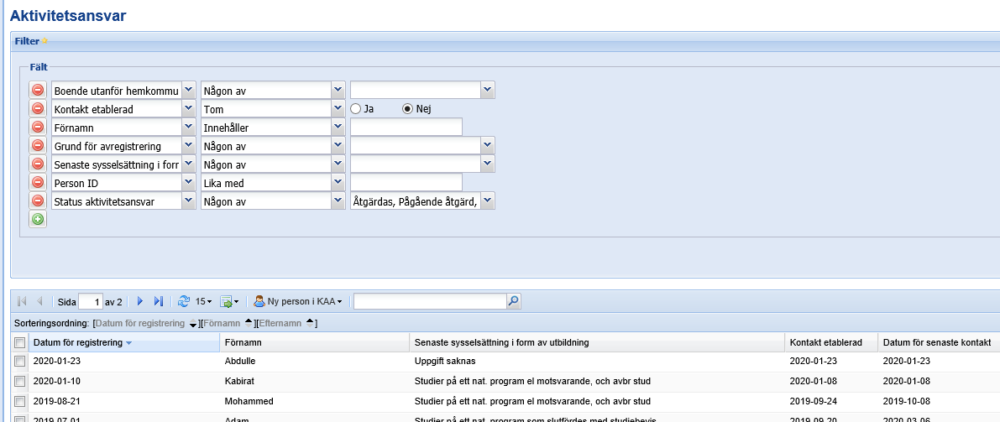 Aktivitetsansvar
Filter
Fält
Boende utanför hemkommu Någon av
Kontakt etablerad Tom Ja Nej
Förnamn Innehåller
Grund för avregistrering Någon av
Senaste sysselsättning i forr Någon av
Person ID Lika med
Status aktivitetsansvar Någon av Åtgärdas, Pågående åtgärd,
Sida 1 av 2 15 Ny person i KAA
Sorteringsordning: [Datum för registrering ][Förnamn ][Efternamn ]
Datum för registrering Förnamn Senaste sysselsättning i form av utbildning Kontakt etablerad Datum för senaste kontakt
2020-01-23 Abdulle Uppgift saknas 2020-01-23 2020-01-23
2020-01-10 Kabirat Studier på ett nat. program el motsvarande, och avbr stud 2020-01-08 2020-01-08
2019-08-21 Mohammed Studier på ett nat. program el motsvarande, och avbr stud 2019-09-24 2019-10-08
2019-07-01 Adam Studier på ett nat. program som slutfördes med studiebevis 2019-09-20 2020-03-06